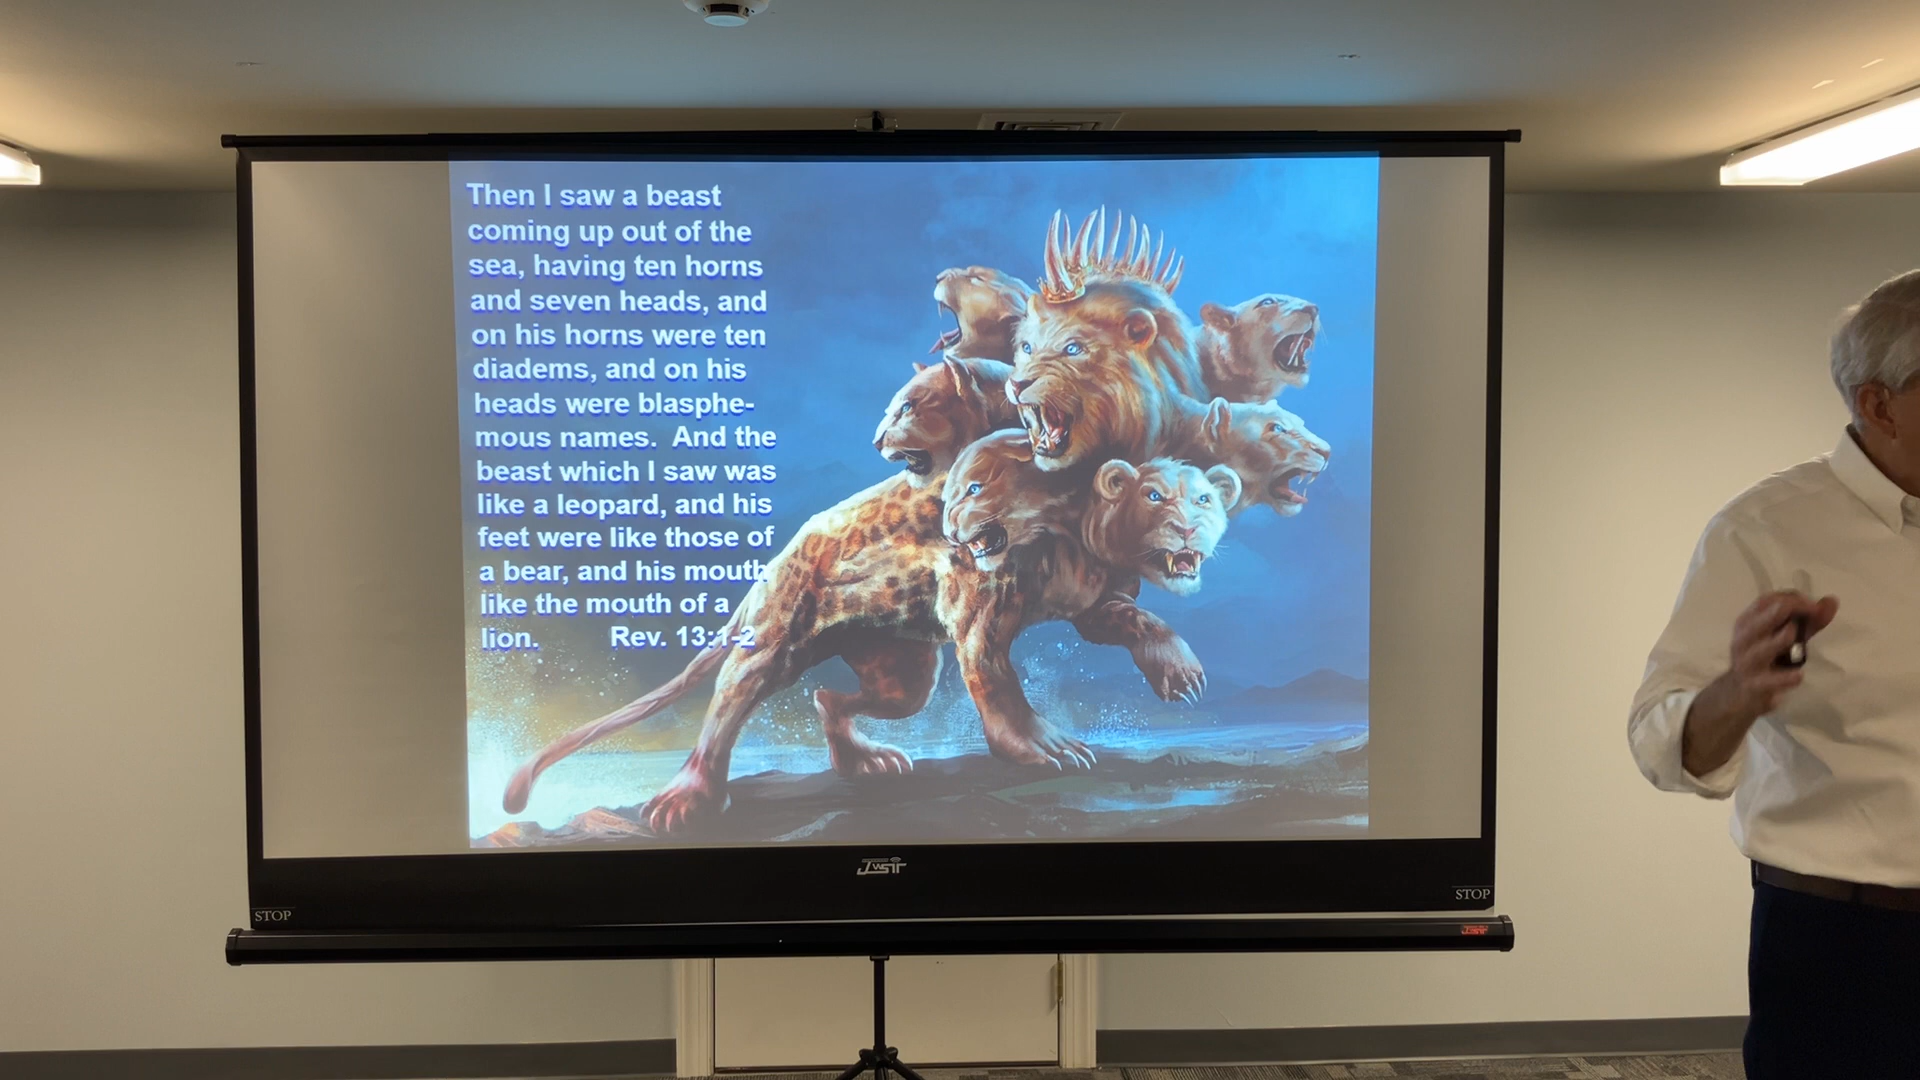 Then I saw a beast
coming up out of the
sea, having ten horns
and seven heads, and
on his horns were ten
diadems, and on his
heads were blasphe-
mous names.  And the
beast which I saw was
like a leopard, and his
feet were like those of
a bear, and his mouth
like the mouth of a
lion.        Rev. 13:1-2
JWSIT
STOP
STOP
JWSIT